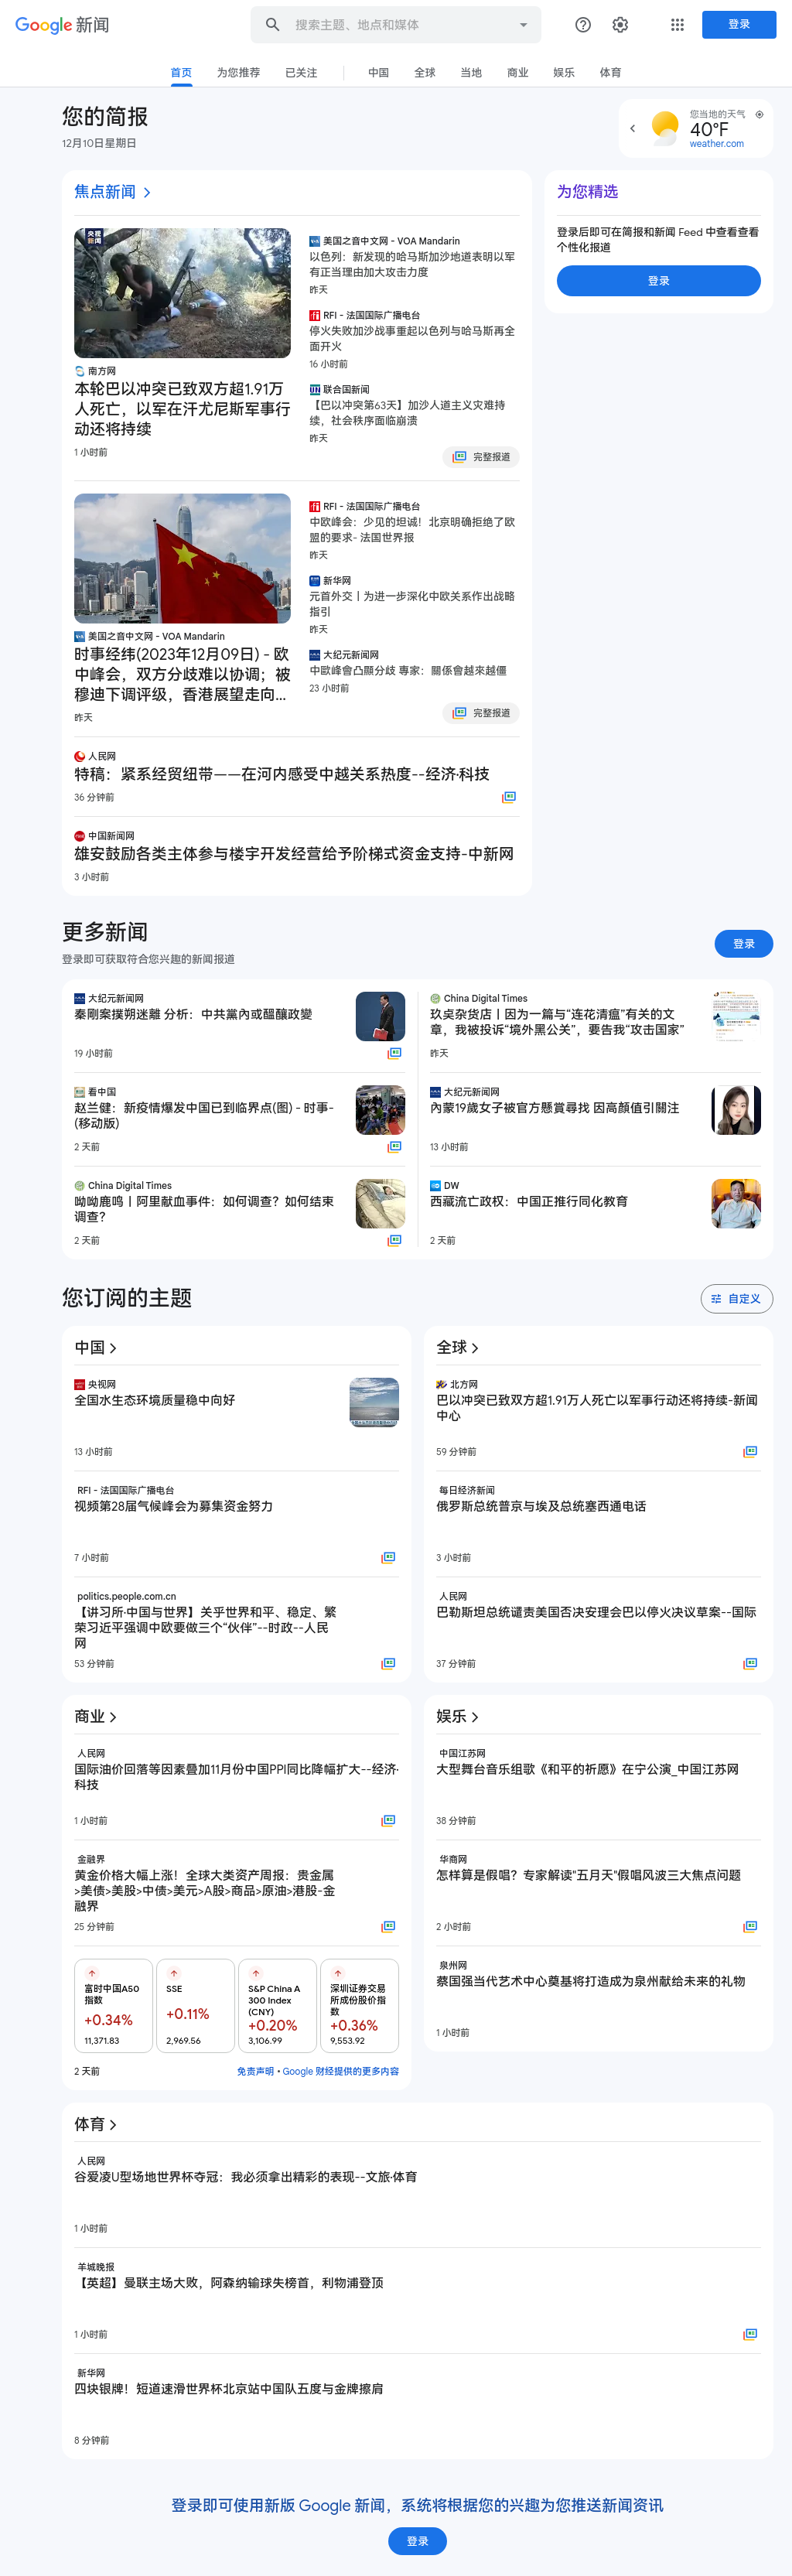 Google 新闻
搜索主题、地点和媒体
登录
首页
为您推荐
已关注
中国
全球
当地
商业
娱乐
体育
您的简报
12月10日星期日
您当地的天气
40°F
weather.com
焦点新闻
央视
新闻
南方网
本轮巴以冲突已致双方超1.91万
人死亡，以军在汗尤尼斯军事行
动还将持续
1 小时前
美国之音中文网 - VOA Mandarin
以色列：新发现的哈马斯加沙地道表明以军
有正当理由加大攻击力度
昨天
RFI - 法国国际广播电台
停火失败加沙战事重起以色列与哈马斯再全
面开火
16 小时前
联合国新闻
【巴以冲突第63天】加沙人道主义灾难持
续，社会秩序面临崩溃
昨天
完整报道
美国之音中文网 - VOA Mandarin
时事经纬(2023年12月09日) - 欧
中峰会，双方分歧难以协调；被
穆迪下调评级，香港展望走向...
昨天
RFI - 法国国际广播电台
中欧峰会：少见的坦诚！北京明确拒绝了欧
盟的要求- 法国世界报
昨天
新华网
元首外交丨为进一步深化中欧关系作出战略
指引
昨天
大纪元新闻网
中歐峰會凸顯分歧 專家：關係會越來越僵
23 小时前
完整报道
人民网
特稿：紧系经贸纽带——在河内感受中越关系热度--经济·科技
36 分钟前
中国新闻网
雄安鼓励各类主体参与楼宇开发经营给予阶梯式资金支持-中新网
3 小时前
为您精选
登录后即可在简报和新闻 Feed 中查看查看
个性化报道
登录
更多新闻
登录即可获取符合您兴趣的新闻报道
登录
大纪元新闻网
秦剛案撲朔迷離 分析：中共黨內或醞釀政變
19 小时前
China Digital Times
玖奌杂货店丨因为一篇与“连花清瘟”有关的文
章，我被投诉“境外黑公关”，要告我“攻击国家”
昨天
看中国
赵兰健：新疫情爆发中国已到临界点(图) - 时事-
(移动版)
2 天前
大纪元新闻网
內蒙19歲女子被官方懸賞尋找 因高顏值引關注
13 小时前
China Digital Times
呦呦鹿鸣丨阿里献血事件：如何调查？如何结束
调查？
2 天前
DW
西藏流亡政权：中国正推行同化教育
2 天前
您订阅的主题
自定义
中国
央视网
全国水生态环境质量稳中向好
13 小时前
RFI - 法国国际广播电台
视频第28届气候峰会为募集资金努力
7 小时前
politics.people.com.cn
【讲习所·中国与世界】关乎世界和平、稳定、繁
荣习近平强调中欧要做三个“伙伴”--时政--人民
网
53 分钟前
全球
北方网
巴以冲突已致双方超1.91万人死亡以军事行动还将持续-新闻
中心
59 分钟前
每日经济新闻
俄罗斯总统普京与埃及总统塞西通电话
3 小时前
人民网
巴勒斯坦总统谴责美国否决安理会巴以停火决议草案--国际
37 分钟前
商业
人民网
国际油价回落等因素叠加11月份中国PPI同比降幅扩大--经济·
科技
1 小时前
金融界
黄金价格大幅上涨！全球大类资产周报：贵金属
>美债>美股>中债>美元>A股>商品>原油>港股-金
融界
25 分钟前
富时中国A50
指数
+0.34%
11,371.83
SSE
+0.11%
2,969.56
S&P China A
300 Index
(CNY)
+0.20%
3,106.99
深圳证券交易
所成份股价指
数
+0.36%
9,553.92
2 天前
免责声明 • Google 财经提供的更多内容
娱乐
中国江苏网
大型舞台音乐组歌《和平的祈愿》在宁公演_中国江苏网
38 分钟前
华商网
怎样算是假唱？专家解读"五月天"假唱风波三大焦点问题
2 小时前
泉州网
蔡国强当代艺术中心奠基将打造成为泉州献给未来的礼物
1 小时前
体育
人民网
谷爱凌U型场地世界杯夺冠：我必须拿出精彩的表现--文旅·体育
1 小时前
羊城晚报
【英超】曼联主场大败，阿森纳输球失榜首，利物浦登顶
1 小时前
新华网
四块银牌！短道速滑世界杯北京站中国队五度与金牌擦肩
8 分钟前
登录即可使用新版 Google 新闻，系统将根据您的兴趣为您推送新闻资讯
登录